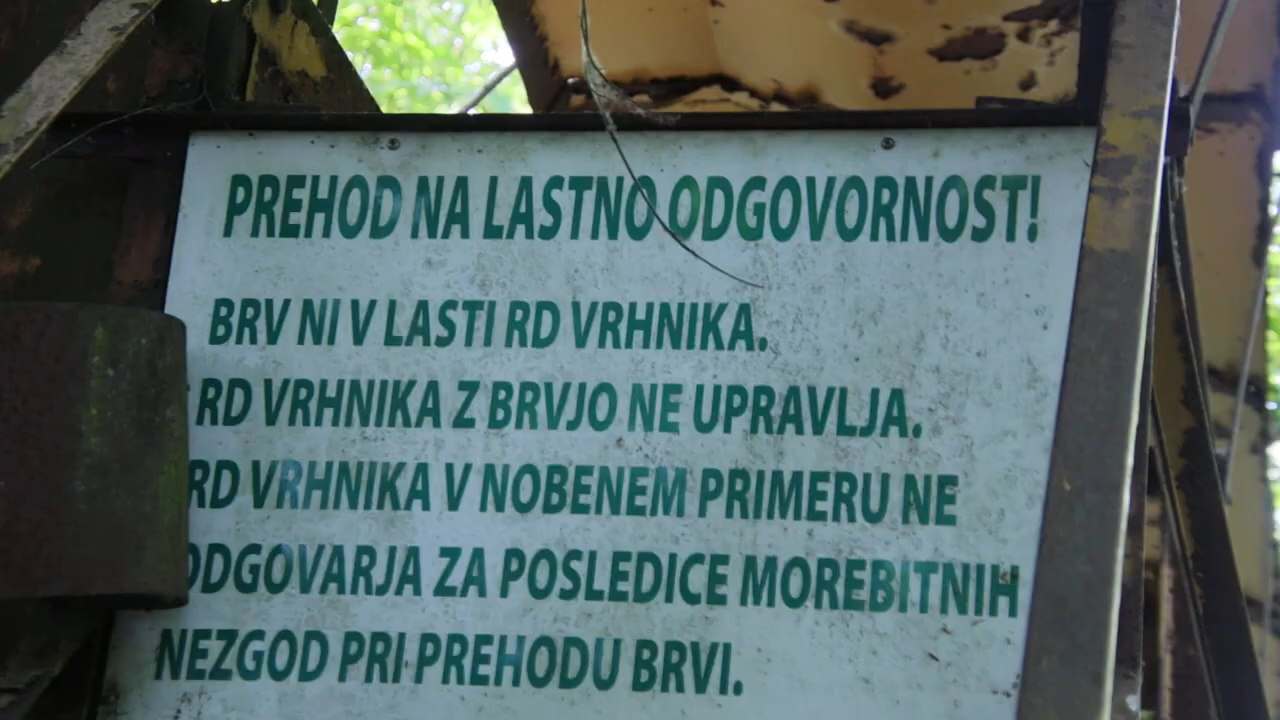 PREHOD NA LASTNO ODGOVORNOST!
BRV NI V LASTI RD VRHNIKA.
RD VRHNIKA Z BRVJO NE UPRAVLJA.
RD VRHNIKA V NOBENEM PRIMERU NE
ODGOVARJA ZA POSLEDICE MOREBITNIH
NEZGOD PRI PREHODU BRVI.